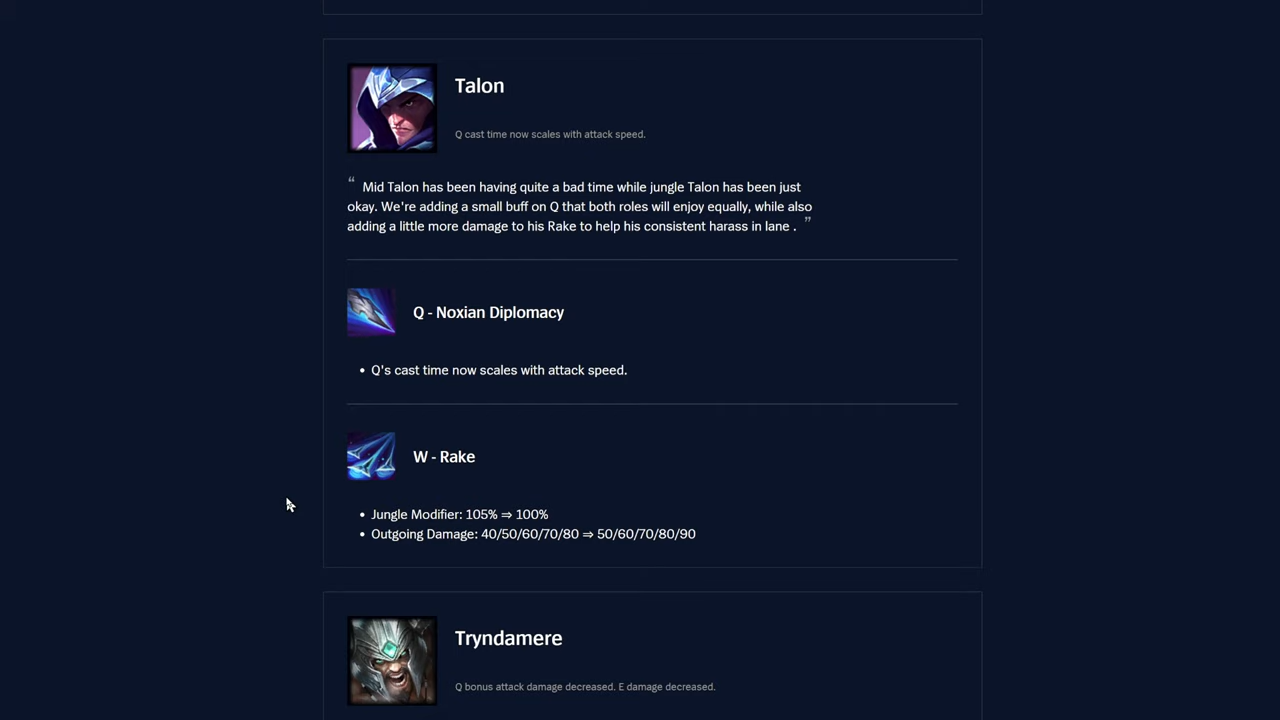 Talon
Q cast time now scales with attack speed.
“ Mid Talon has been having quite a bad time while jungle Talon has been just
okay. We're adding a small buff on Q that both roles will enjoy equally, while also
adding a little more damage to his Rake to help his consistent harass in lane . ”
Q - Noxian Diplomacy
• Q's cast time now scales with attack speed.
W - Rake
• Jungle Modifier: 105% ⇒ 100%
• Outgoing Damage: 40/50/60/70/80 ⇒ 50/60/70/80/90
Tryndamere
Q bonus attack damage decreased. E damage decreased.